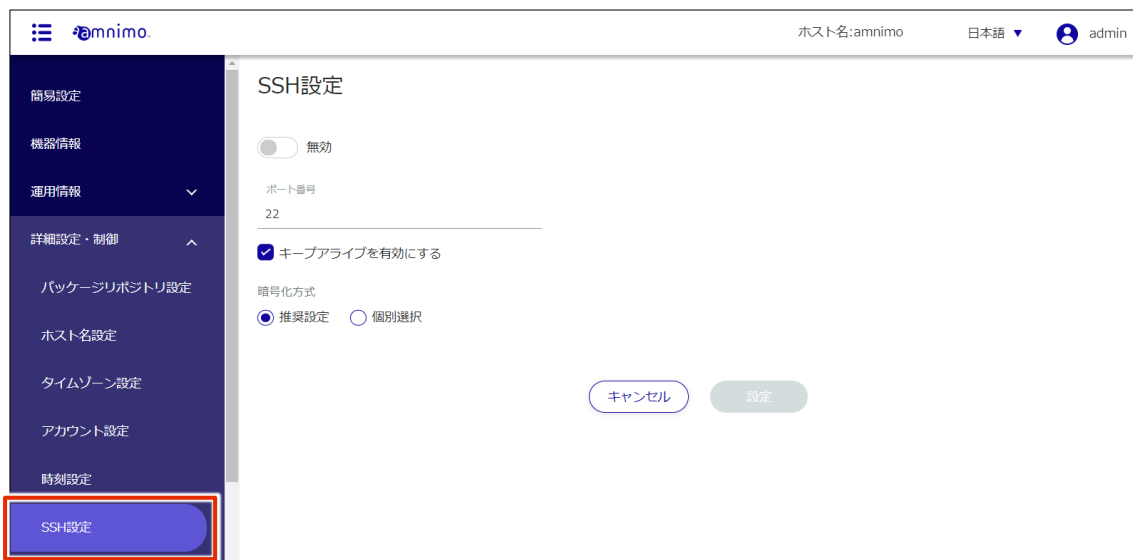 amnimo
ホスト名:amnimo
日本語 ▼
admin
簡易設定
機器情報
運用情報
詳細設定・制御
パッケージリポジトリ設定
ホスト名設定
タイムゾーン設定
アカウント設定
時刻設定
SSH設定
SSH設定
無効
ポート番号
22
キープアライブを有効にする
暗号化方式
推奨設定 個別選択
キャンセル 設定